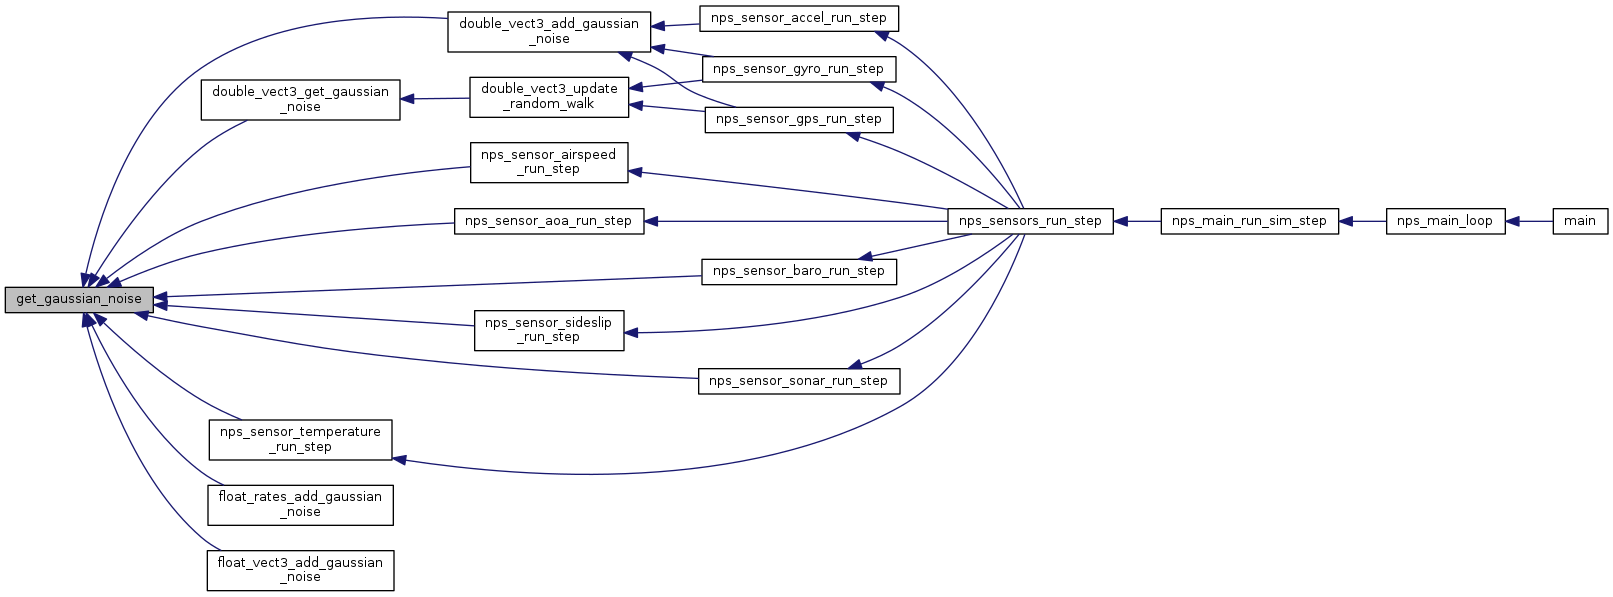 double_vect3_add_gaussian
_noise
nps_sensor_accel_run_step
nps_sensor_gyro_run_step
double_vect3_get_gaussian
_noise
double_vect3_update
_random_walk
nps_sensor_gps_run_step
nps_sensor_airspeed
_run_step
nps_sensor_aoa_run_step
nps_sensors_run_step
nps_main_run_sim_step
nps_main_loop
main
nps_sensor_baro_run_step
get_gaussian_noise
nps_sensor_sideslip
_run_step
nps_sensor_sonar_run_step
nps_sensor_temperature
_run_step
float_rates_add_gaussian
_noise
float_vect3_add_gaussian
_noise